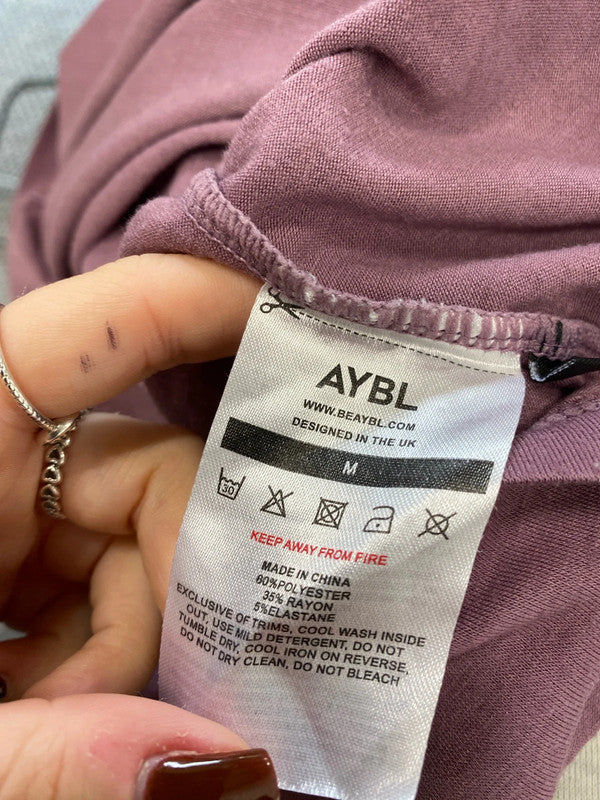 AYBL
WWW.BEAYBL.COM
DESIGNED IN THE UK
M
30
KEEP AWAY FROM FIRE
MADE IN CHINA
60%POLYESTER
35% RAYON
5%ELASTANE
EXCLUSIVE OF TRIMS, COOL WASH INSIDE
OUT, USE MILD DETERGENT, DO NOT
TUMBLE DRY, COOL IRON ON REVERSE,
DO NOT DRY CLEAN, DO NOT BLEACH